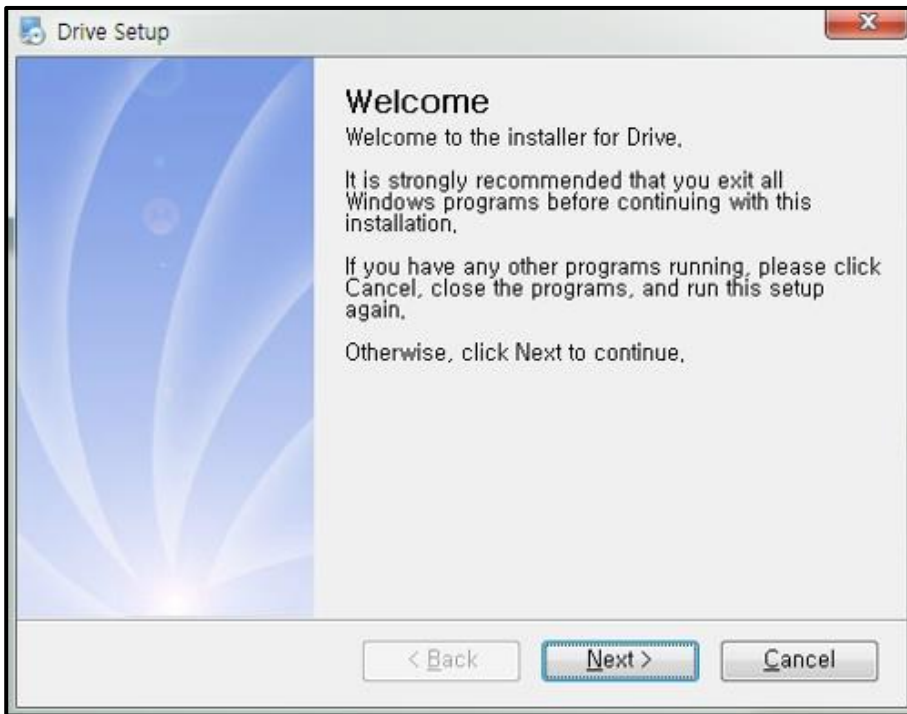 Drive Setup
Welcome
Welcome to the installer for Drive.
It is strongly recommended that you exit all
Windows programs before continuing with this
installation.
If you have any other programs running, please click
Cancel, close the programs, and run this setup
again.
Otherwise, click Next to continue.
< Back
Next >
Cancel